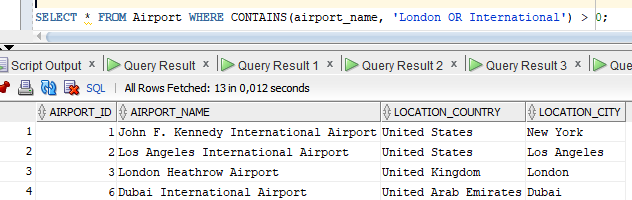 SELECT * FROM Airport WHERE CONTAINS(airport_name, 'London OR International') > 0;
Script Output x Query Result x Query Result 1 x Query Result 2 x Query Result 3 x Que
SQL | All Rows Fetched: 13 in 0,012 seconds
AIRPORT_ID AIRPORT_NAME LOCATION_COUNTRY LOCATION_CITY
1 1 John F. Kennedy International Airport United States New York
2 2 Los Angeles International Airport United States Los Angeles
3 3 London Heathrow Airport United Kingdom London
4 6 Dubai International Airport United Arab Emirates Dubai